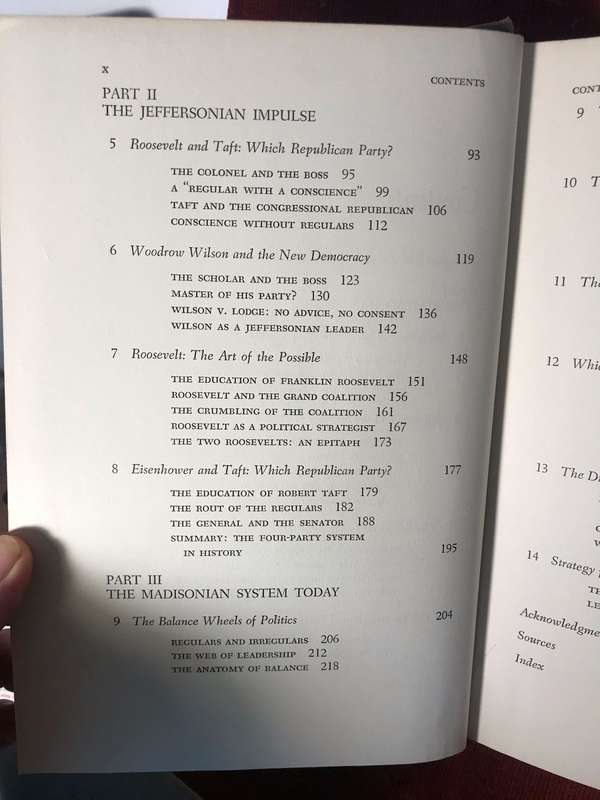 x
CONTENTS
PART II
THE JEFFERSONIAN IMPULSE
5 Roosevelt and Taft: Which Republican Party? 93
THE COLONEL AND THE BOSS 95
A "REGULAR WITH A CONSCIENCE" 99
TAFT AND THE CONGRESSIONAL REPUBLICAN 106
CONSCIENCE WITHOUT REGULARS 112
6 Woodrow Wilson and the New Democracy 119
THE SCHOLAR AND THE BOSS 123
MASTER OF HIS PARTY? 130
WILSON V. LODGE: NO ADVICE, NO CONSENT 136
WILSON AS A JEFFERSONIAN LEADER 142
7 Roosevelt: The Art of the Possible 148
THE EDUCATION OF FRANKLIN ROOSEVELT 151
ROOSEVELT AND THE GRAND COALITION 156
THE CRUMBLING OF THE COALITION 161
ROOSEVELT AS A POLITICAL STRATEGIST 167
THE TWO ROOSEVELTS: AN EPITAPH 173
8 Eisenhower and Taft: Which Republican Party? 177
THE EDUCATION OF ROBERT TAFT 179
THE ROUT OF THE REGULARS 182
THE GENERAL AND THE SENATOR 188
SUMMARY: THE FOUR-PARTY SYSTEM
IN HISTORY 195
PART III
THE MADISONIAN SYSTEM TODAY
9 The Balance Wheels of Politics 204
REGULARS AND IRREGULARS 206
THE WEB OF LEADERSHIP 212
THE ANATOMY OF BALANCE 218
9
10
11 The
12
13 The
14 Strategy
Sources
Index